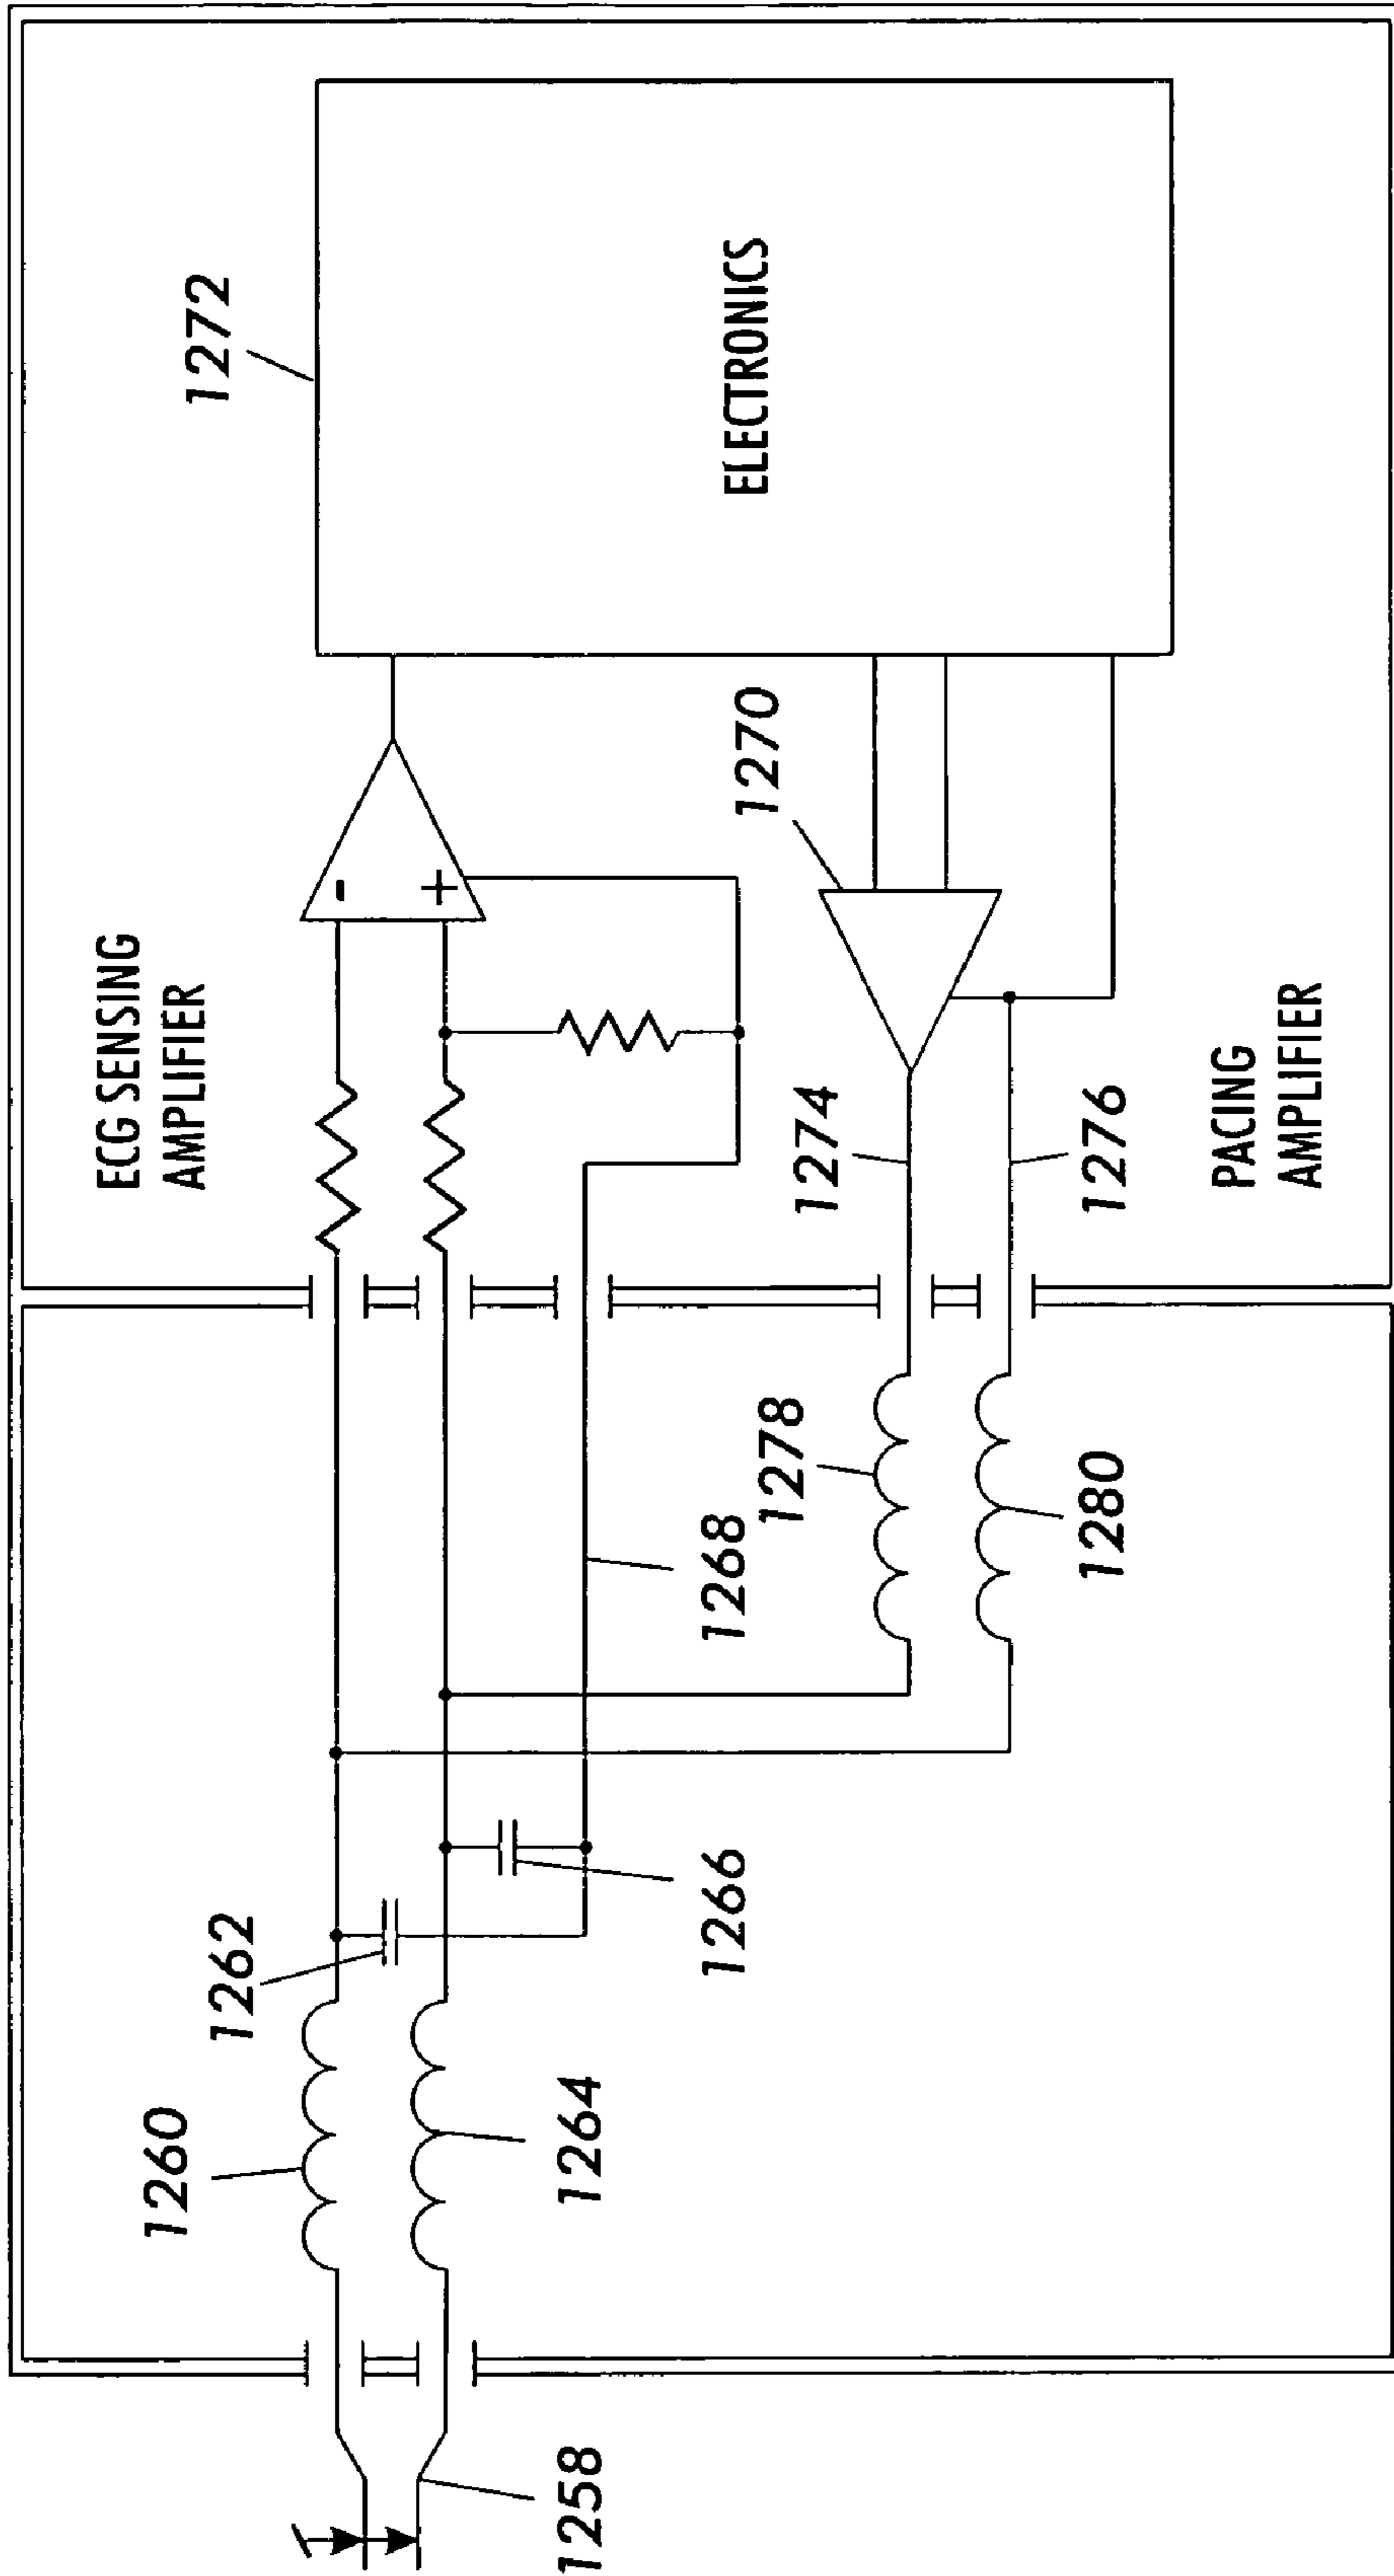 1272
ECG SENSING
AMPLIFIER
-
+
ELECTRONICS
1270
1274
1276
PACING
AMPLIFIER
1262
1260
1264
1266
1268
1278
1280
1258